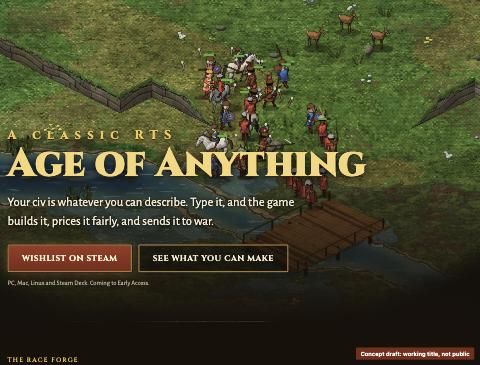 A CLASSIC RTS
AGE OF ANYTHING
Your civ is whatever you can describe. Type it, and the game
builds it, prices it fairly, and sends it to war.
WISHLIST ON STEAM
SEE WHAT YOU CAN MAKE
PC, Mac, Linux and Steam Deck. Coming to Early Access.
THE RACE FORGE
Concept draft: working title, not public